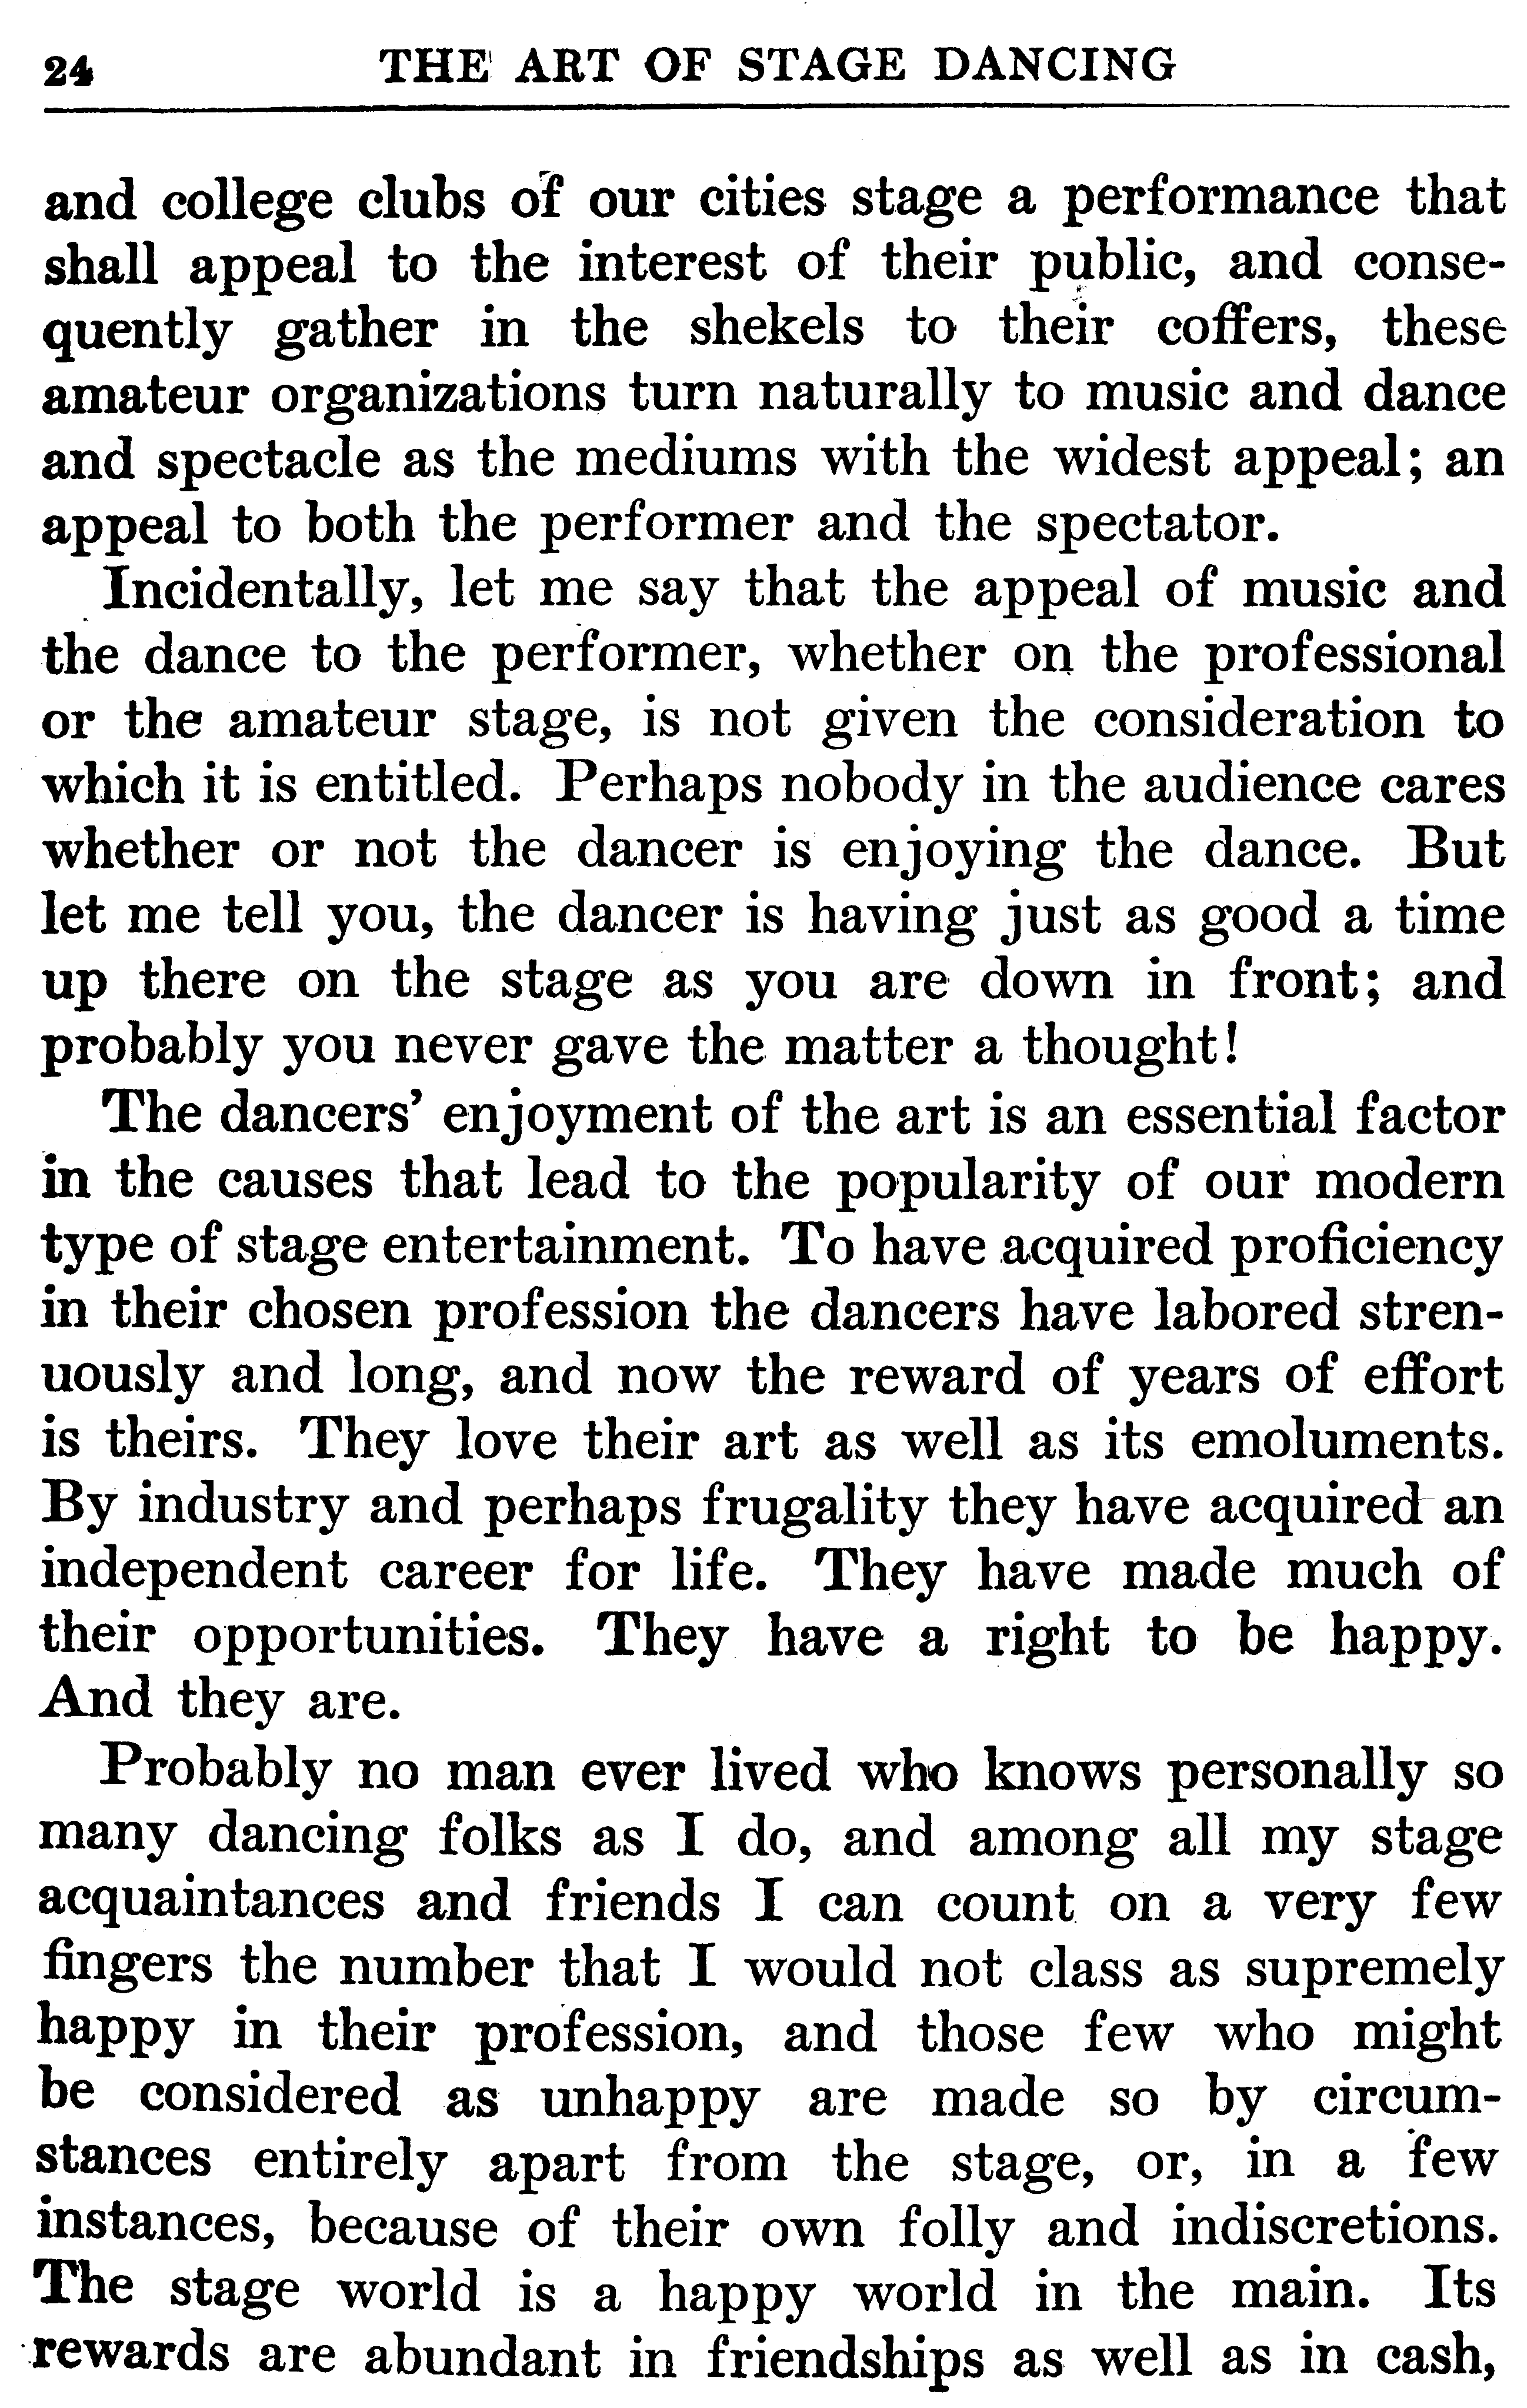 24 THE ART OF STAGE DANCING
and college clubs of our cities stage a performance that
shall appeal to the interest of their public, and conse-
quently gather in the shekels to their coffers, these
amateur organizations turn naturally to music and dance
and spectacle as the mediums with the widest appeal; an
appeal to both the performer and the spectator.
Incidentally, let me say that the appeal of music and
the dance to the performer, whether on the professional
or the amateur stage, is not given the consideration to
which it is entitled. Perhaps nobody in the audience cares
whether or not the dancer is enjoying the dance. But
let me tell you, the dancer is having just as good a time
up there on the stage as you are down in front; and
probably you never gave the matter a thought!
The dancers' enjoyment of the art is an essential factor
in the causes that lead to the popularity of our modern
type of stage entertainment. To have acquired proficiency
in their chosen profession the dancers have labored stren-
uously and long, and now the reward of years of effort
is theirs. They love their art as well as its emoluments.
By industry and perhaps frugality they have acquired an
independent career for life. They have made much of
their opportunities. They have a right to be happy.
And they are.
Probably no man ever lived who knows personally so
many dancing folks as I do, and among all my stage
acquaintances and friends I can count on a very few
fingers the number that I would not class as supremely
happy in their profession, and those few who might
be considered as unhappy are made so by circum-
stances entirely apart from the stage, or, in a few
instances, because of their own folly and indiscretions.
The stage world is a happy world in the main. Its
rewards are abundant in friendships as well as in cash,